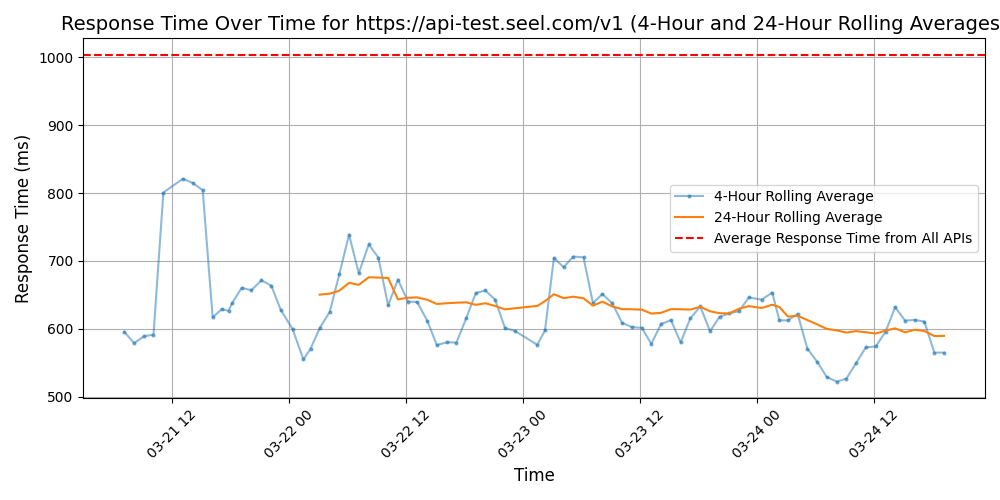 Response Time Over Time for https://api-test.seel.com/v1 (4-Hour and 24-Hour Rolling Averages
Response Time (ms)
1000
900
800
700
600
500
4-Hour Rolling Average
24-Hour Rolling Average
Average Response Time from All APIs
03-21 12
03-22 00
03-22 12
03-23 00
03-23 12
03-24 00
03-24 12
Time